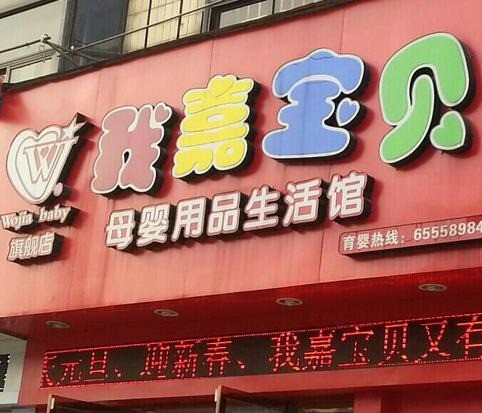 我嘉宝贝
W
Wojia baby
旗舰店
母婴用品生活馆
育婴热线：65558984
元旦、迎新春、我嘉宝贝又有